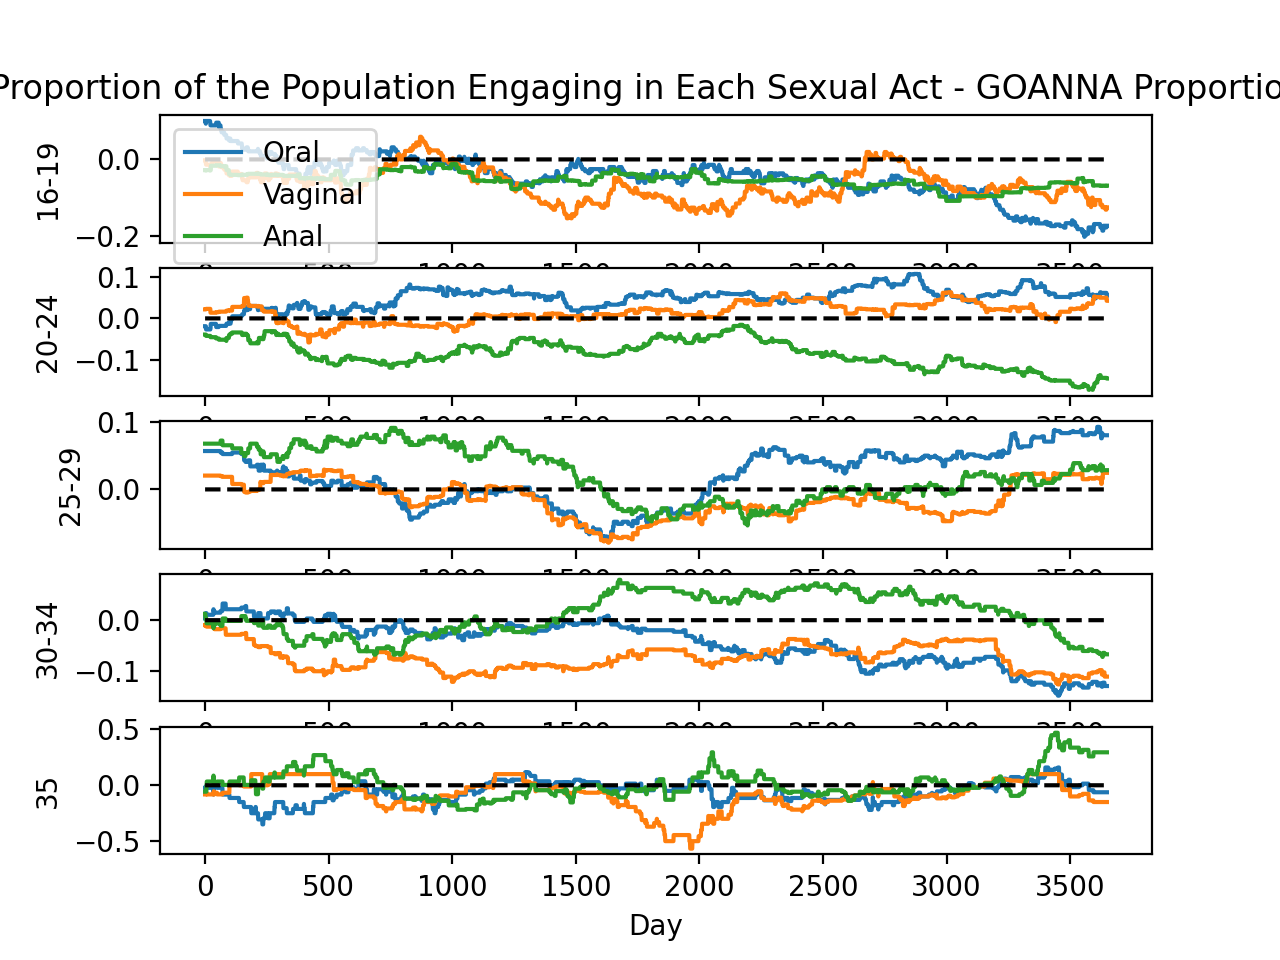 Proportion of the Population Engaging in Each Sexual Act - GOANNA Proportio
Oral
Vaginal
Anal
16-19
0.0
−0.2
20-24
0.1
0.0
−0.1
25-29
0.1
0.0
30-34
0.0
−0.1
35
0.5
0.0
−0.5
0 500 1000 1500 2000 2500 3000 3500
Day